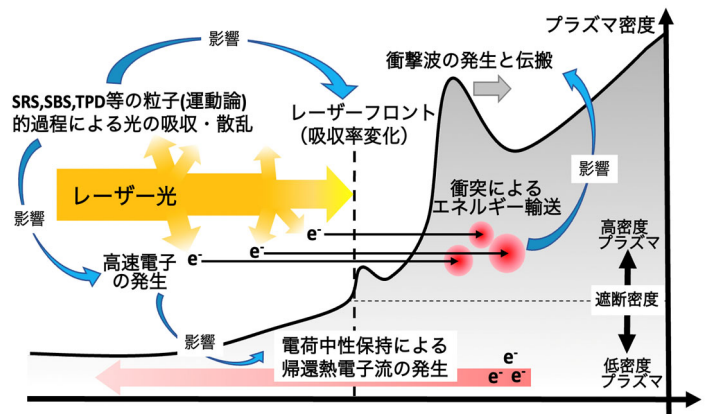 プラズマ密度
影響
衝撃波の発生と伝搬
SRS,SBS,TPD等の粒子(運動論)
的過程による光の吸収・散乱
レーザーフロント
（吸収率変化）
影響
レーザー光
衝突による
エネルギー輸送
影響
e-
e-
e-
高速電子
の発生
高密度
プラズマ
遮断密度
低密度
プラズマ
影響
電荷中性保持による
帰還熱電子流の発生
e-
e- e-